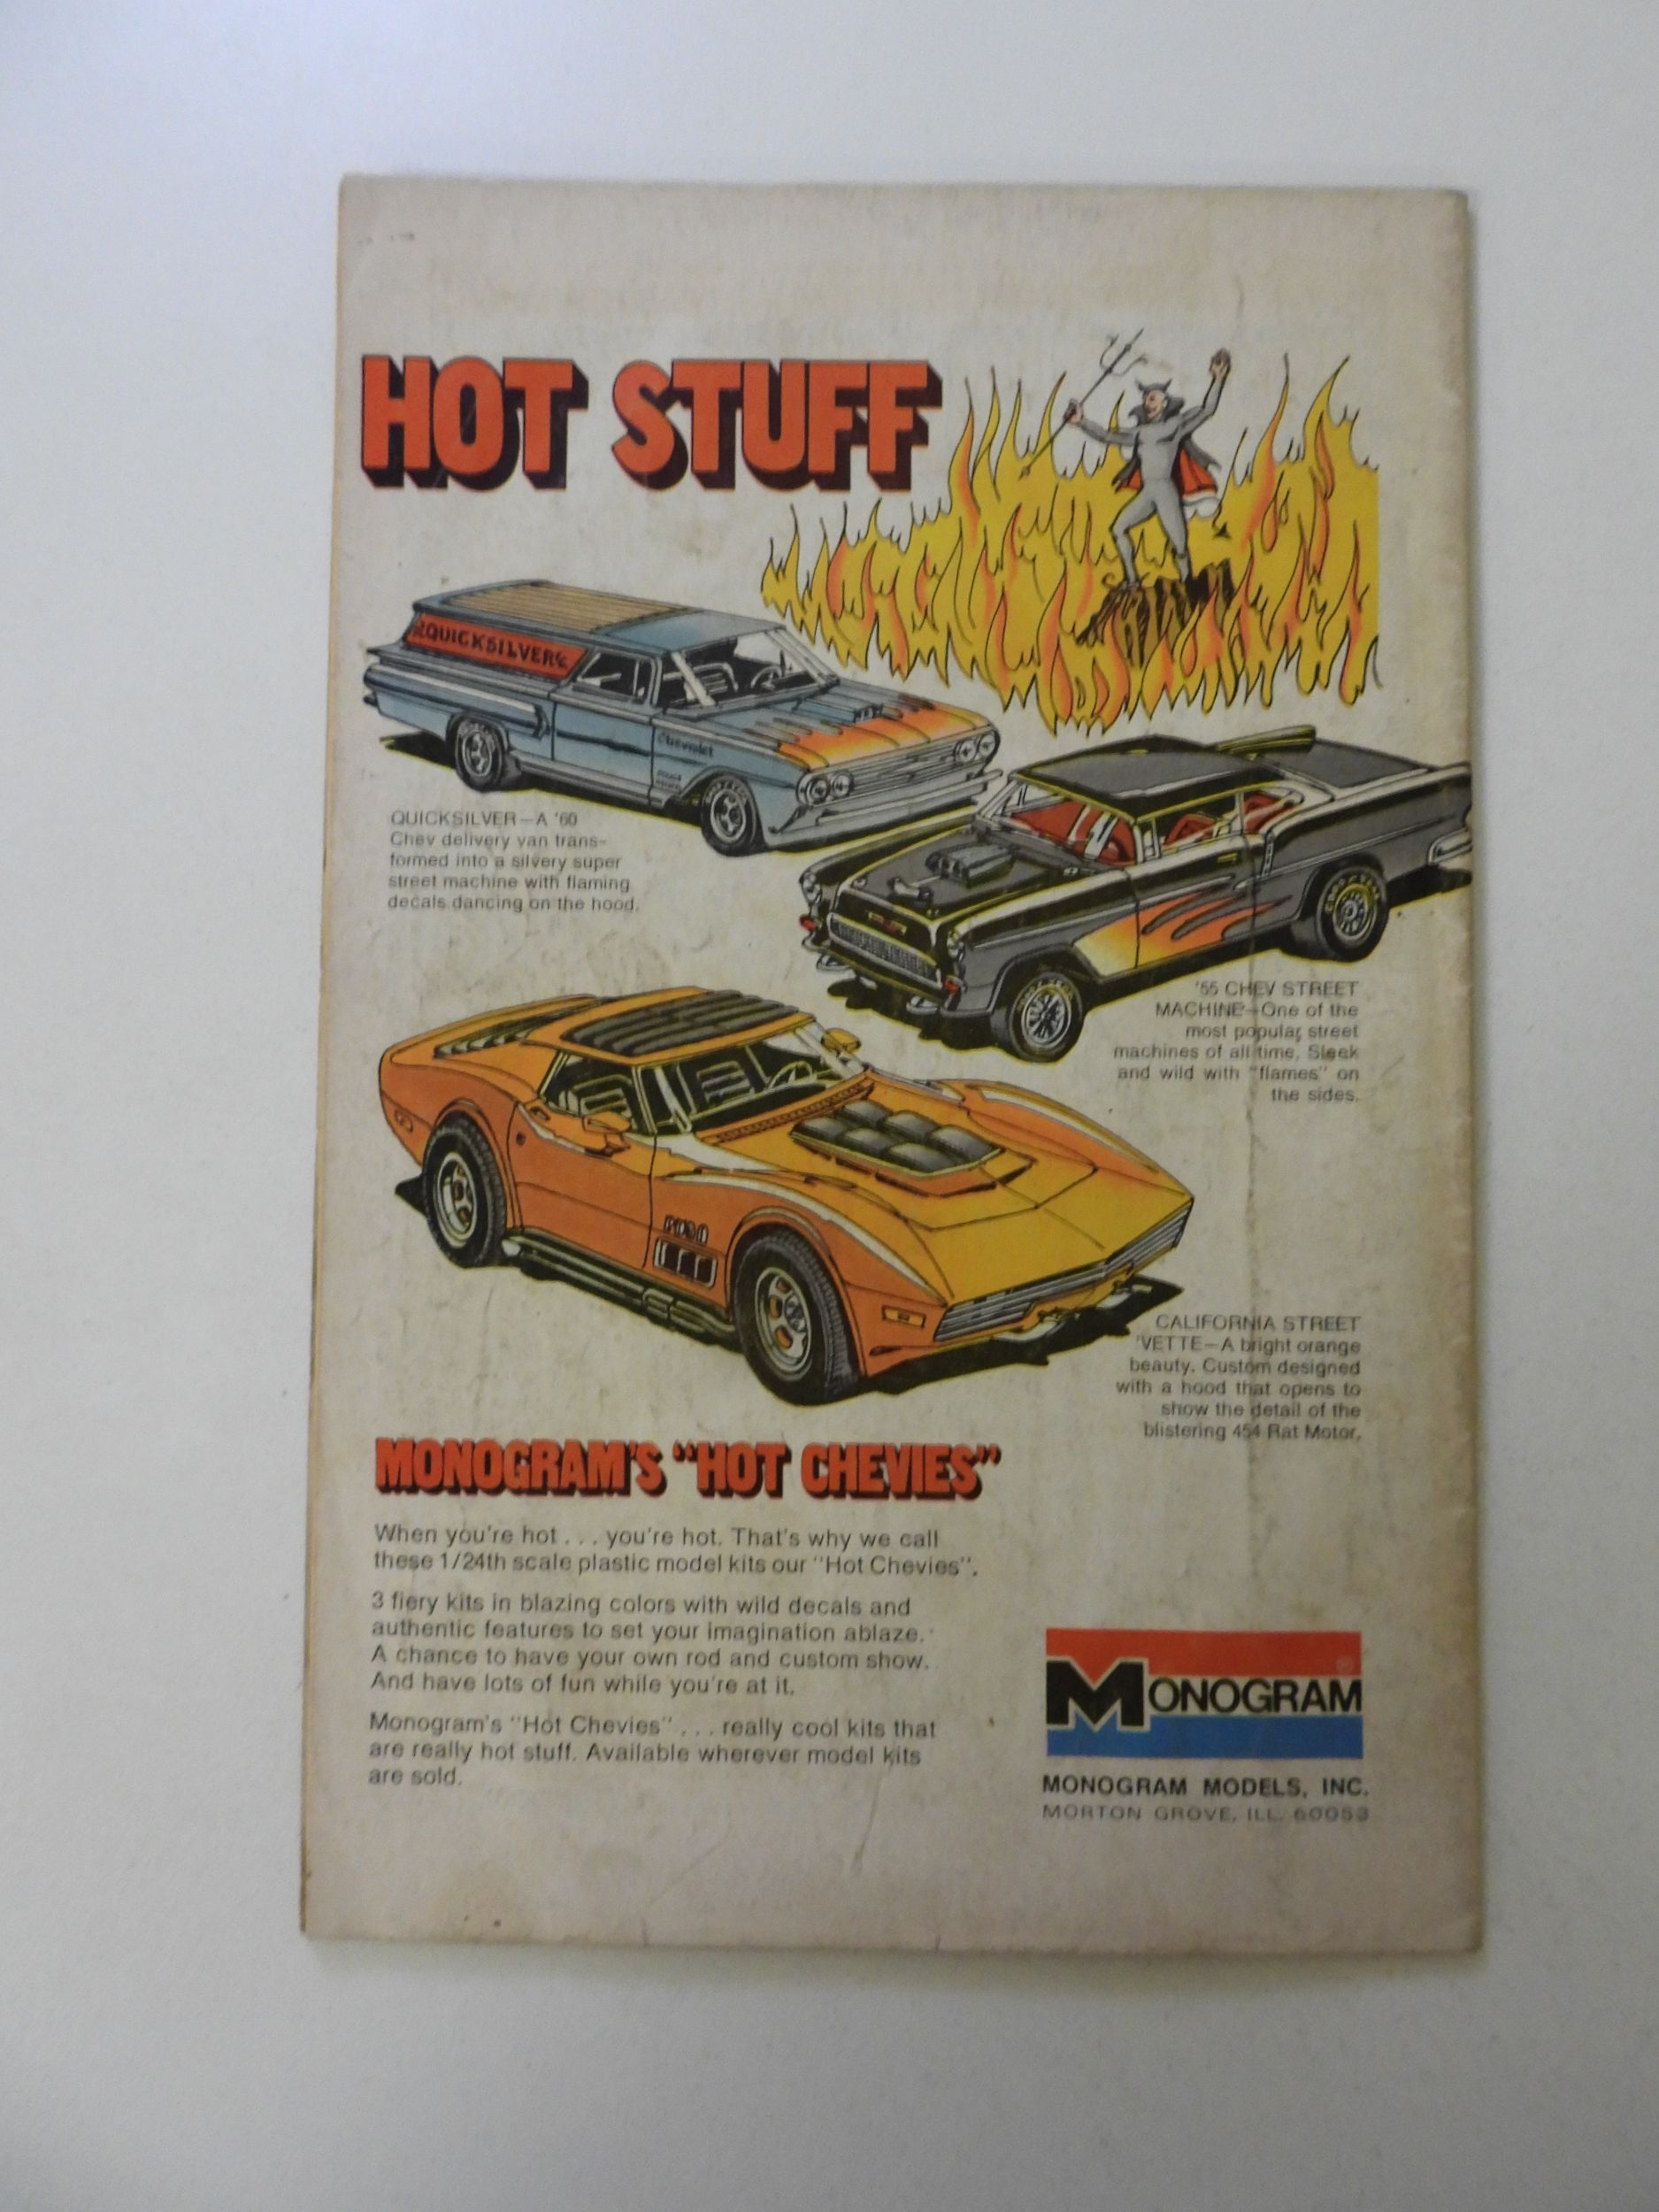 HOT STUFF
QUICKSILVER
Chevrolet
QUICKSILVER—A '60
Chev delivery van trans-
formed into a silvery super
street machine with flaming
decals dancing on the hood.
'55 CHEV STREET
MACHINE—One of the
most popular street
machines of all time. Sleek
and wild with "flames" on
the sides.
CALIFORNIA STREET
'VETTE—A bright orange
beauty. Custom designed
with a hood that opens to
show the detail of the
blistering 454 Rat Motor.
MONOGRAM'S "HOT CHEVIES"
When you're hot . . . you're hot. That's why we call
these 1/24th scale plastic model kits our "Hot Chevies".
3 fiery kits in blazing colors with wild decals and
authentic features to set your imagination ablaze.
A chance to have your own rod and custom show.
And have lots of fun while you're at it.
Monogram's "Hot Chevies" . . . really cool kits that
are really hot stuff. Available wherever model kits
are sold.
MONOGRAM®
MONOGRAM MODELS, INC.
MORTON GROVE, ILL. 60053